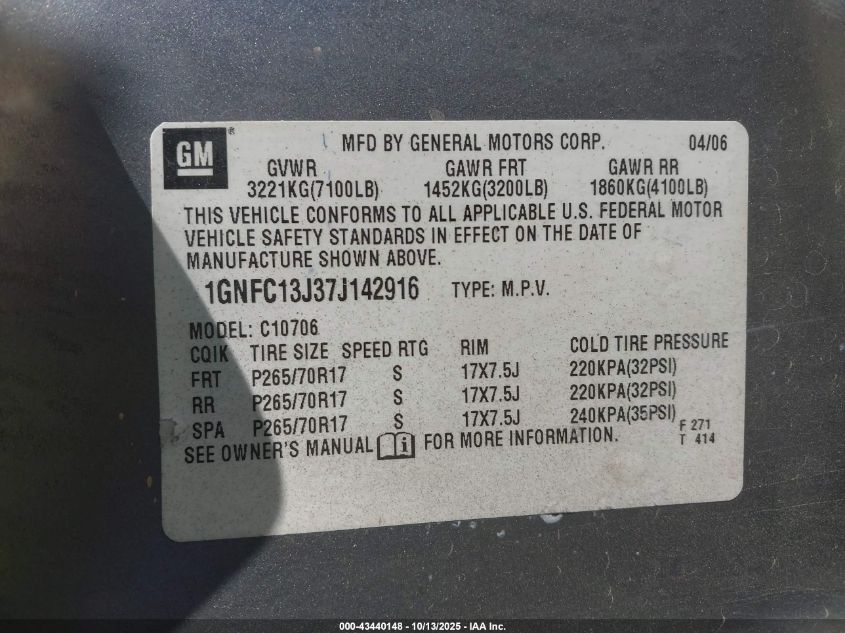 GM®
MFD BY GENERAL MOTORS CORP. 04/06
GVWR GAWR FRT GAWR RR
3221KG(7100LB) 1452KG(3200LB) 1860KG(4100LB)
THIS VEHICLE CONFORMS TO ALL APPLICABLE U.S. FEDERAL MOTOR
VEHICLE SAFETY STANDARDS IN EFFECT ON THE DATE OF
MANUFACTURE SHOWN ABOVE.
1GNFC13J37J142916 TYPE: M.P.V.
MODEL: C10706
CQIK TIRE SIZE SPEED RTG RIM COLD TIRE PRESSURE
FRT P265/70R17 S 17X7.5J 220KPA(32PSI)
RR P265/70R17 S 17X7.5J 220KPA(32PSI)
SPA P265/70R17 S 17X7.5J 240KPA(35PSI)
SEE OWNER'S MANUAL i FOR MORE INFORMATION.
F 271
T 414
000-43440148 - 10/13/2025 - IAA Inc.